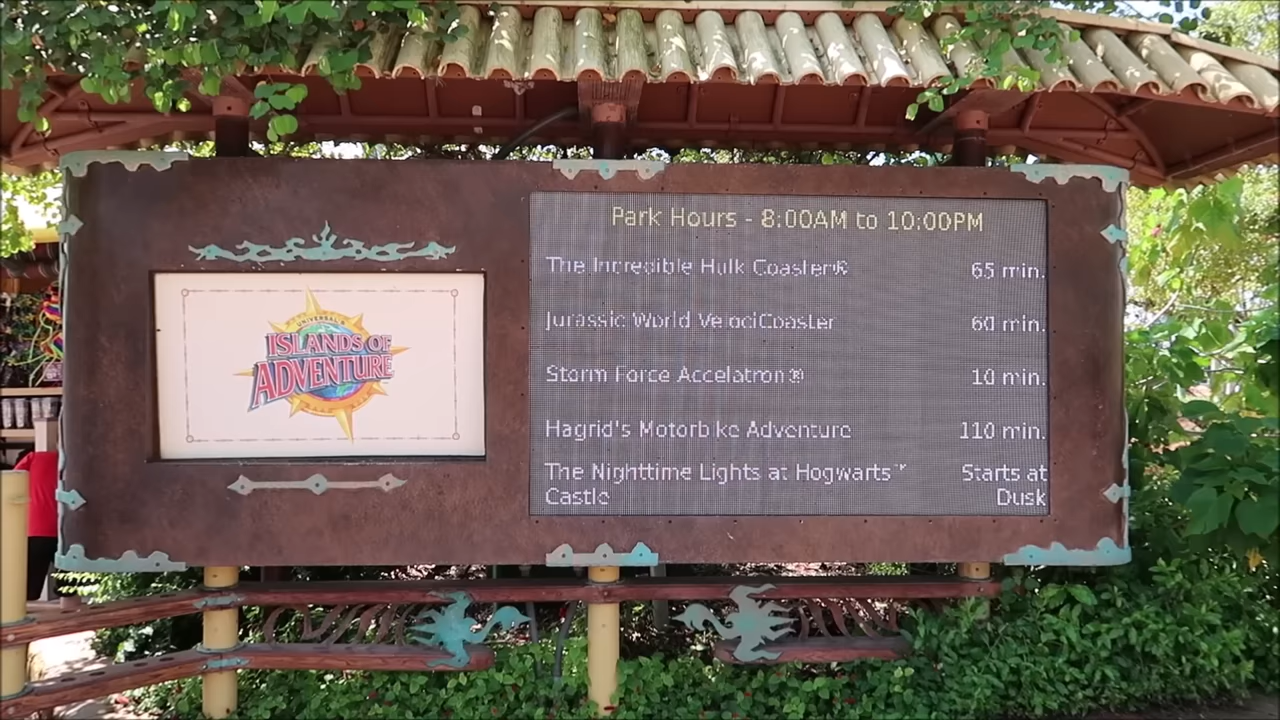 UNIVERSAL'S
ISLANDS OF
ADVENTURE
Park Hours - 8:00AM to 10:00PM
The Incredible Hulk Coaster® 65 min.
Jurassic World VelociCoaster 60 min.
Storm Force Accelatron® 10 min.
Hagrid's Motorbike Adventure 110 min.
The Nighttime Lights at Hogwarts™ Starts at
Castle Dusk